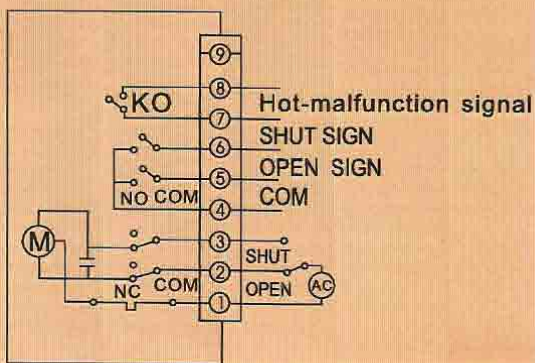 9
8
KO
Hot-malfunction signal
7
6
SHUT SIGN
5
OPEN SIGN
NO COM
4
COM
M
3
SHUT
2
NC COM
OPEN
AC
1